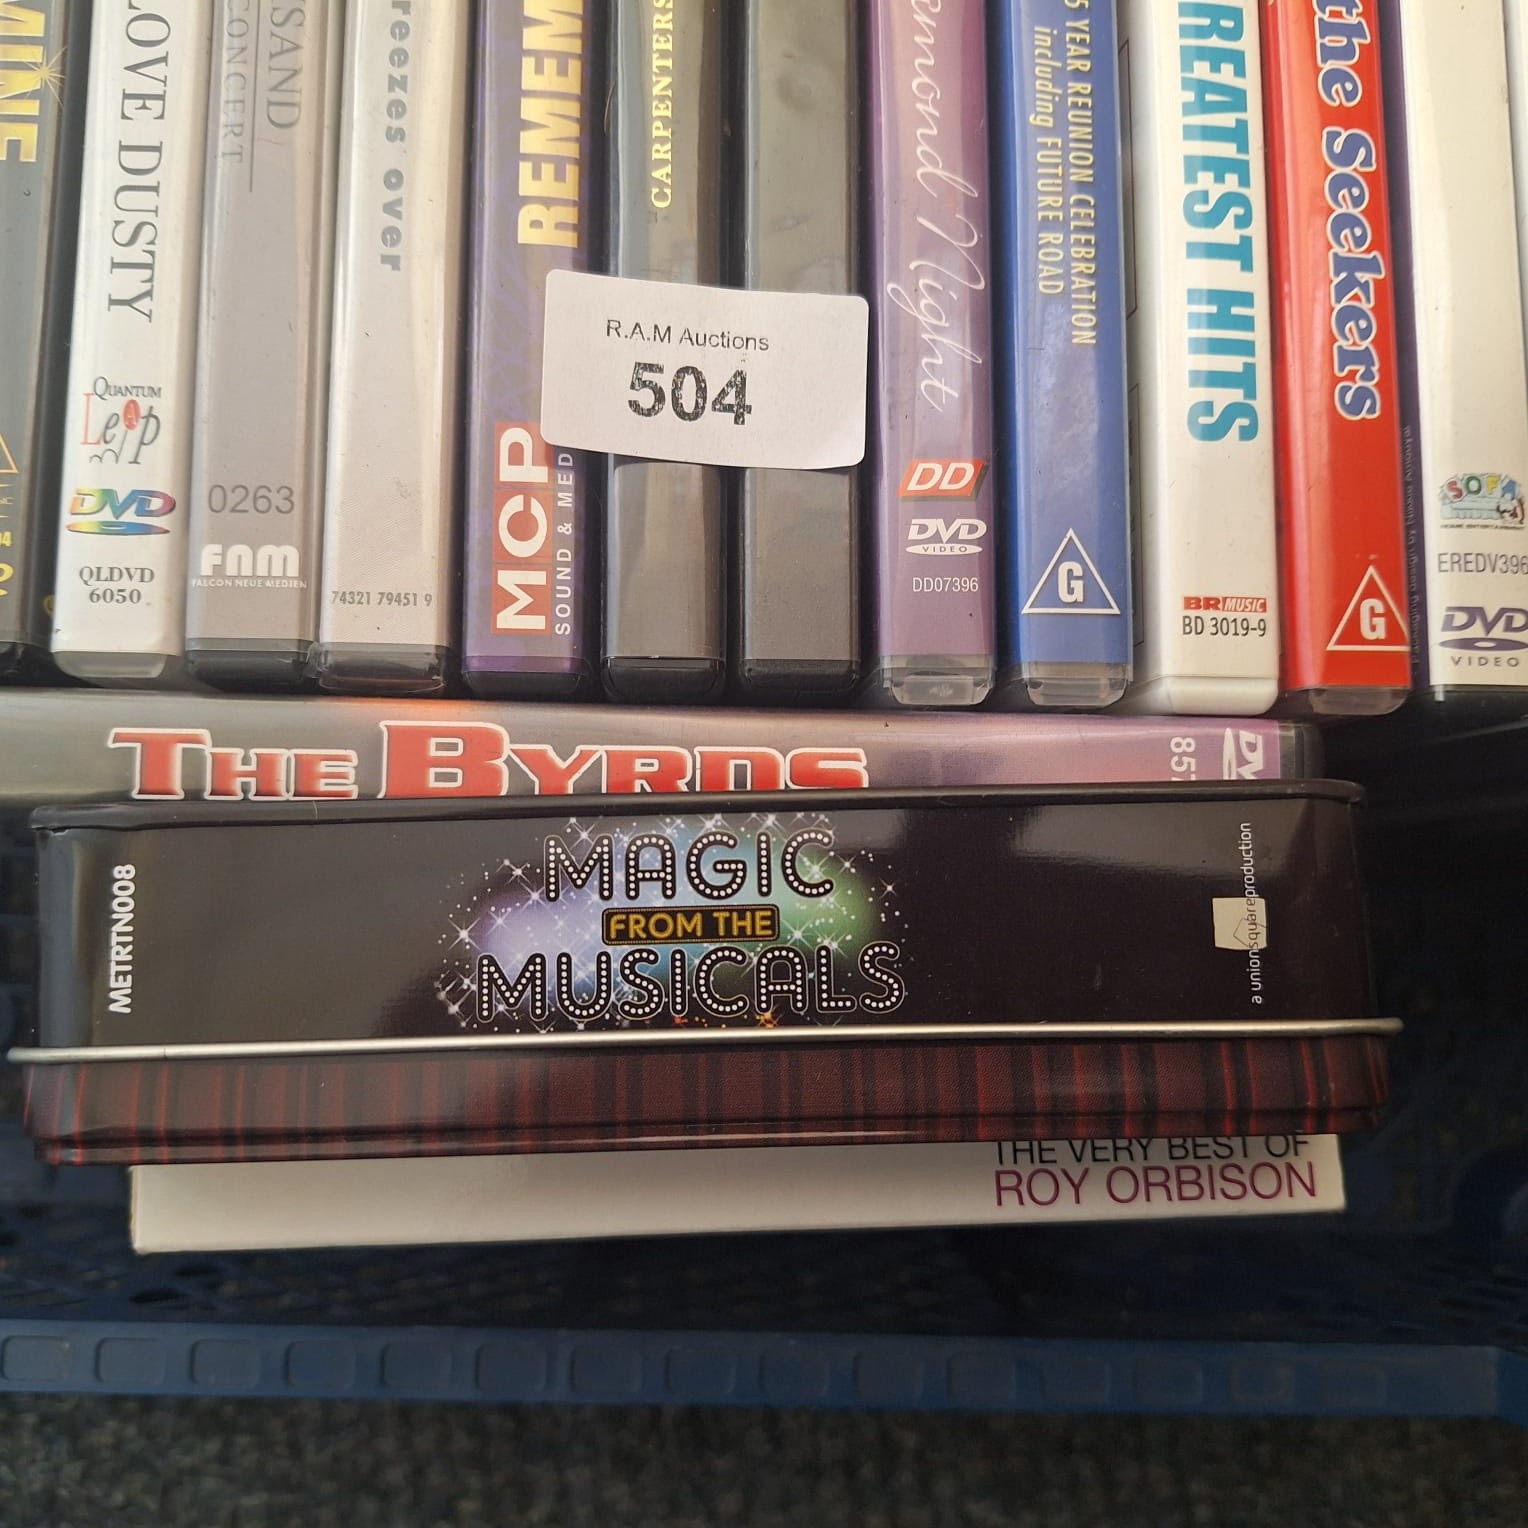 LOVE DUSTY
QUANTUM
Leap
DVD
QLDVD
6050
CONCERT
0263
FNM
FALCON NEUE MEDIEN
over
74321 79451 9
MCP
SOUND & MED
CARPENTERS
R.A.M Auctions
504
Night
DD
DVD
VIDEO
DD07396
5 YEAR REUNION CELEBRATION
including FUTURE ROAD
G
REATEST HITS
BR MUSIC
BD 3019-9
the Seekers
G
SOFA
EREDV396
DVD
VIDEO
THE BYRDS
857
METRTN008
MAGIC
FROM THE
MUSICALS
a unionsquareproduction
THE VERY BEST OF
ROY ORBISON